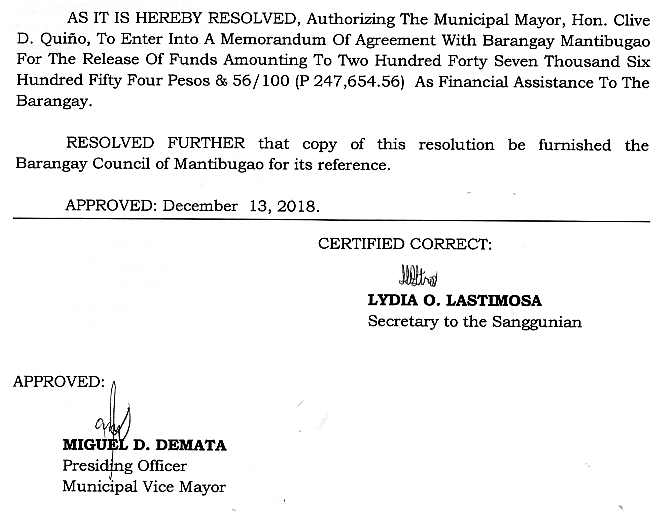 AS IT IS HEREBY RESOLVED, Authorizing The Municipal Mayor, Hon. Clive
D. Quiño, To Enter Into A Memorandum Of Agreement With Barangay Mantibugao
For The Release Of Funds Amounting To Two Hundred Forty Seven Thousand Six
Hundred Fifty Four Pesos & 56/100 (P 247,654.56) As Financial Assistance To The
Barangay.
RESOLVED FURTHER that copy of this resolution be furnished the
Barangay Council of Mantibugao for its reference.
APPROVED: December 13, 2018.
CERTIFIED CORRECT:
LYDIA O. LASTIMOSA
Secretary to the Sanggunian
APPROVED:
MIGUEL D. DEMATA
Presiding Officer
Municipal Vice Mayor